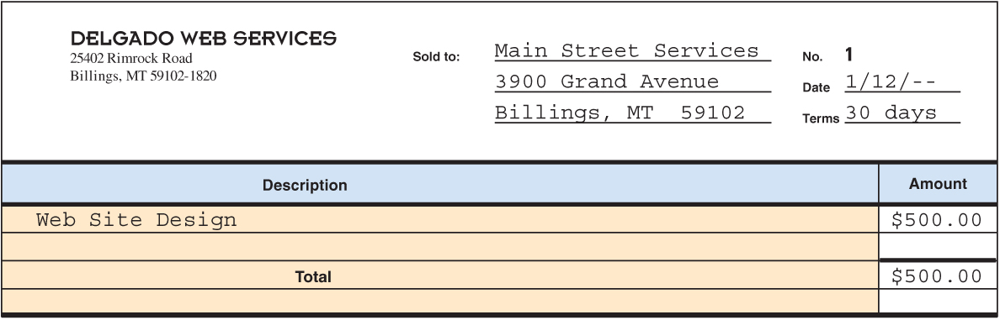 DELGADO WEB SERVICES
25402 Rimrock Road
Billings, MT 59102-1820
Sold to: Main Street Services
3900 Grand Avenue
Billings, MT 59102
No. 1
Date 1/12/--
Terms 30 days
Description Amount
Web Site Design $500.00
Total $500.00